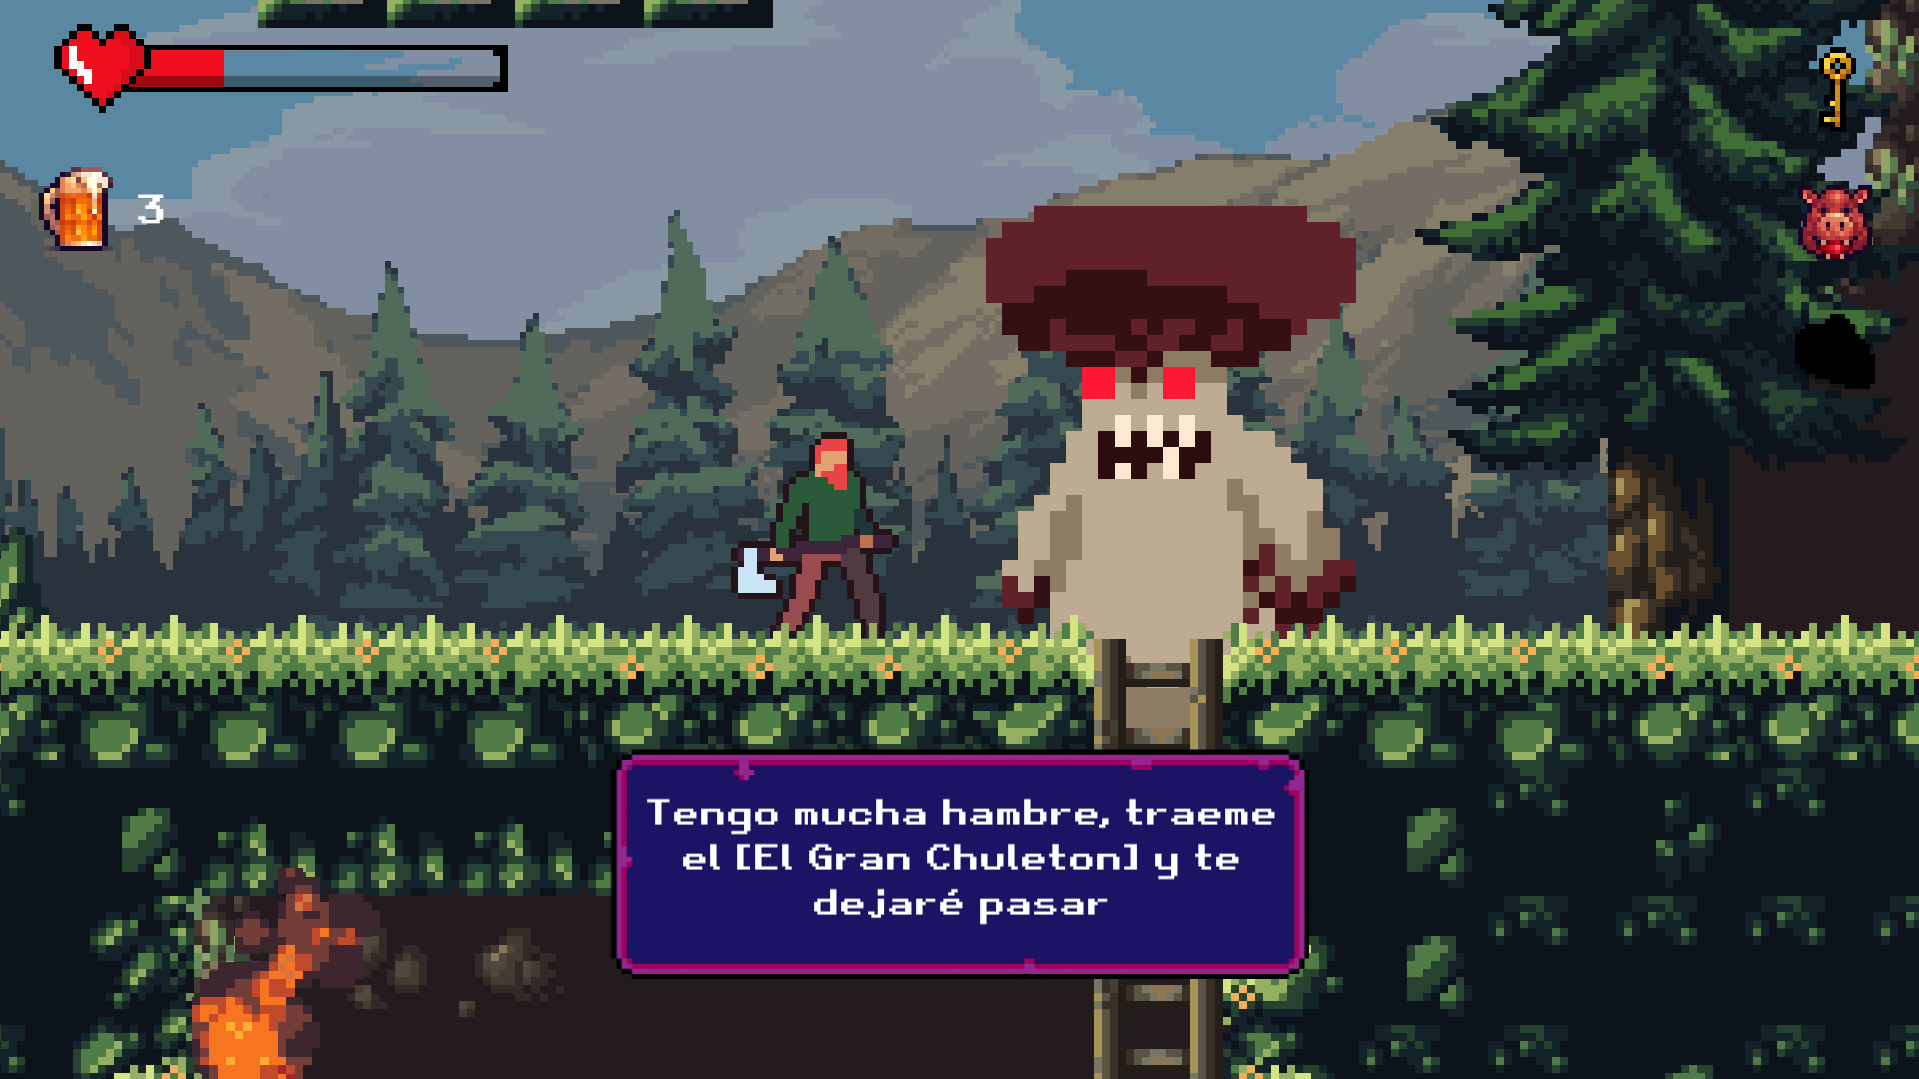 3
Tengo mucha hambre, traeme
el [El Gran Chuleton] y te
dejaré pasar